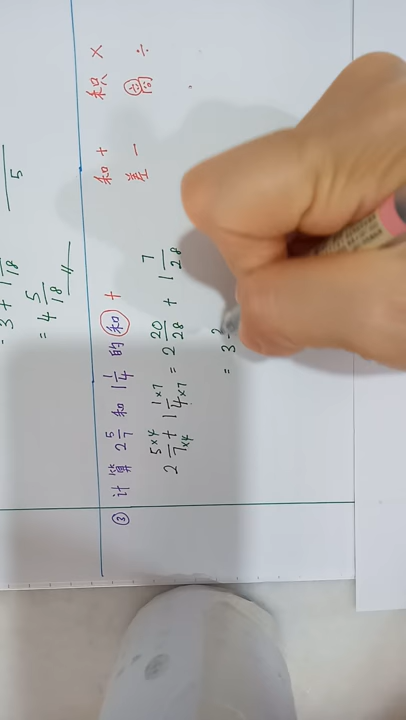 5
= 3 + 1 /18
= 4 5/18
和 + 积 ×
差 − 商 ÷
③ 计算 2 5/7 和 1 1/4 的和 +
2 5×4/7×4 + 1 1×7/4×7 = 2 20/28 + 1 7/28
= 3 2